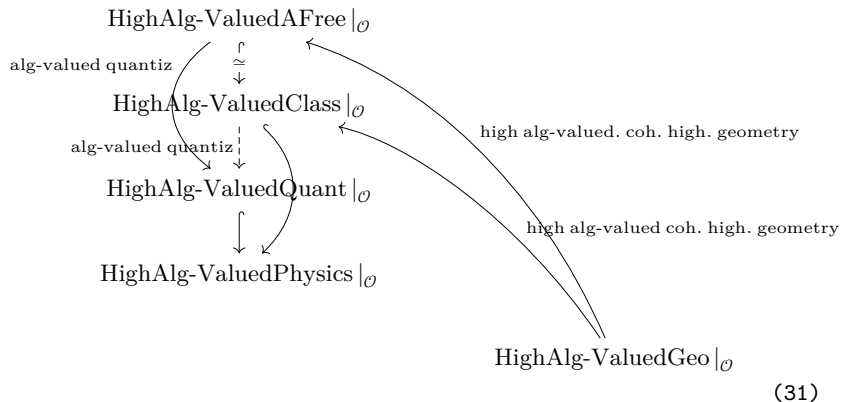 HighAlg-ValuedAFree |𝒪
alg-valued quantiz
≃
HighAlg-ValuedClass |𝒪
high alg-valued. coh. high. geometry
alg-valued quantiz
HighAlg-ValuedQuant |𝒪
high alg-valued coh. high. geometry
HighAlg-ValuedPhysics |𝒪
HighAlg-ValuedGeo |𝒪
(31)